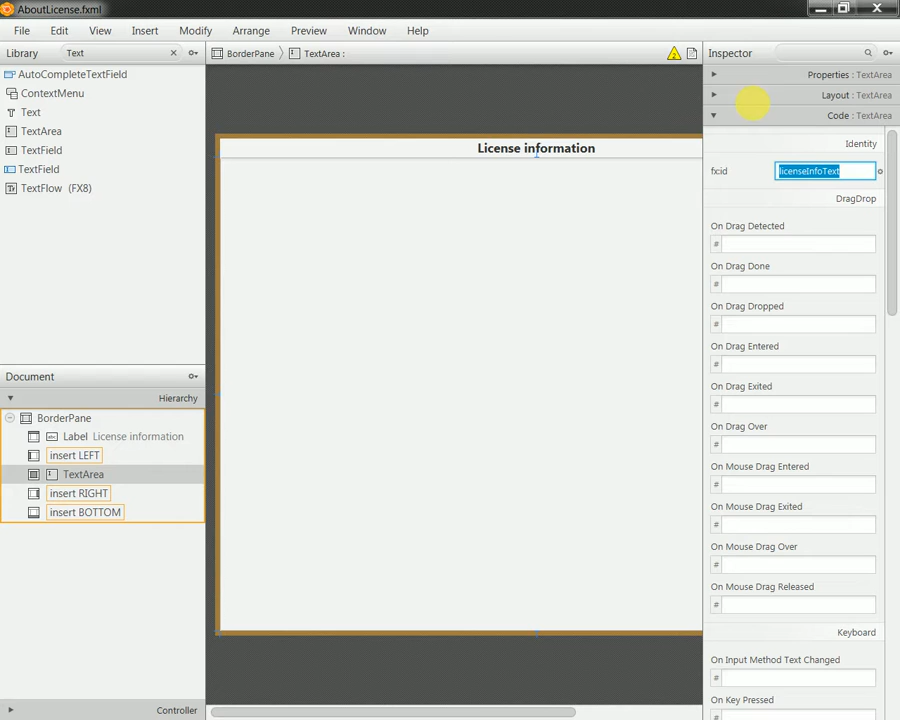 AboutLicense.fxml
File Edit View Insert Modify Arrange Preview Window Help
Library Text
BorderPane TextArea :
Inspector
AutoCompleteTextField
ContextMenu
Text
TextArea
TextField
TextField
TextFlow (FX8)
License information
Properties : TextArea
Layout : TextArea
Code : TextArea
Identity
fx:id licenseInfoText
DragDrop
On Drag Detected
#
On Drag Done
#
On Drag Dropped
#
On Drag Entered
#
On Drag Exited
#
On Drag Over
#
On Mouse Drag Entered
#
On Mouse Drag Exited
#
On Mouse Drag Over
#
On Mouse Drag Released
#
Keyboard
On Input Method Text Changed
#
On Key Pressed
#
Document
Hierarchy
BorderPane
Label License information
insert LEFT
TextArea
insert RIGHT
insert BOTTOM
Controller